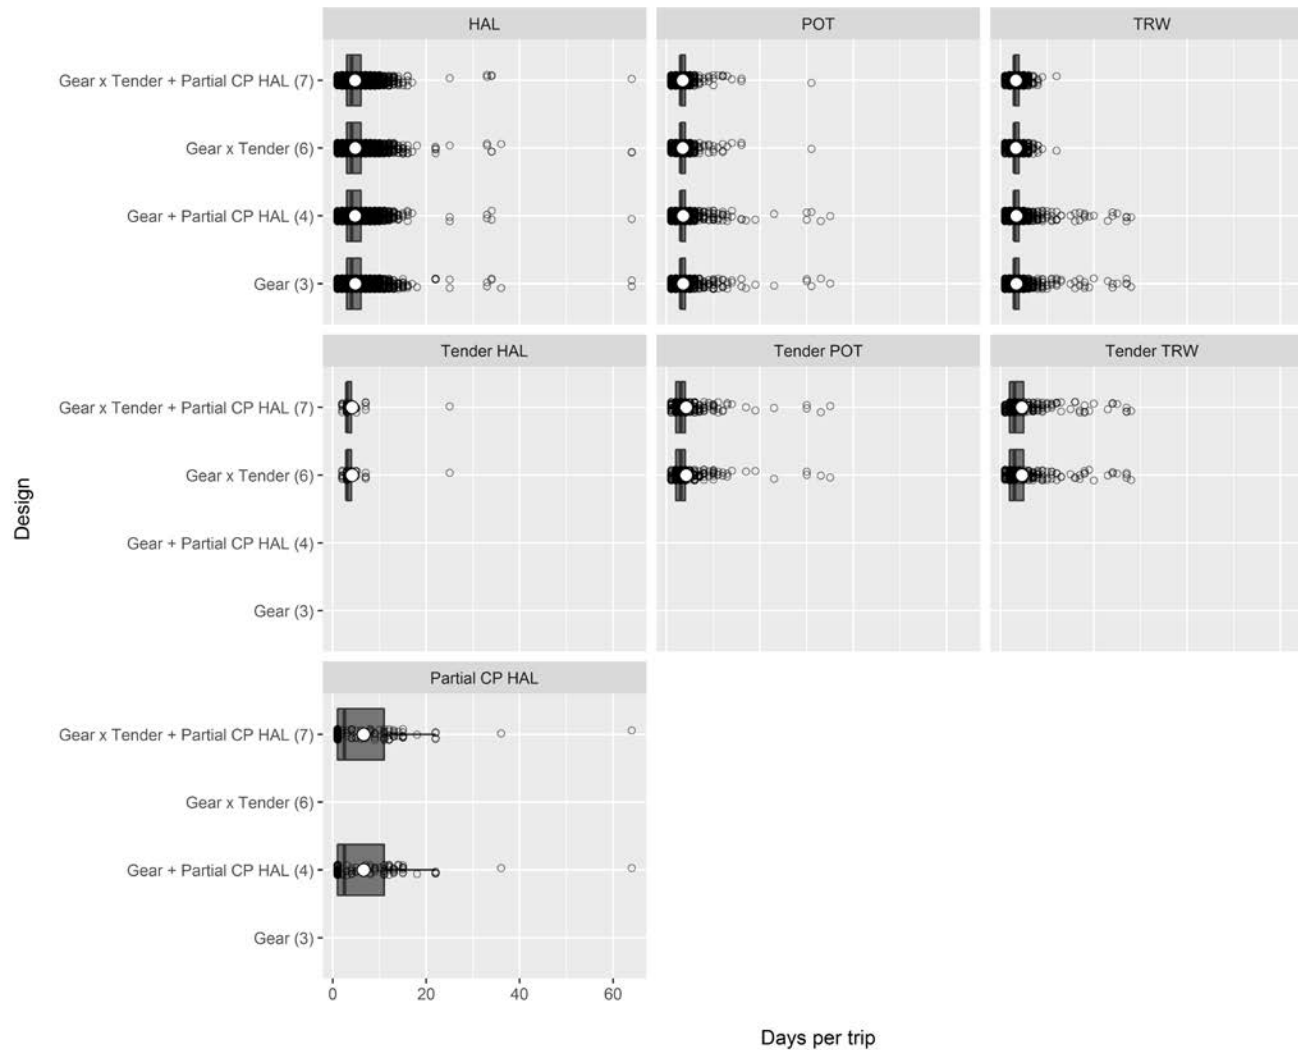 HAL
POT
TRW
Gear x Tender + Partial CP HAL (7)
Gear x Tender (6)
Gear + Partial CP HAL (4)
Gear (3)
Tender HAL
Tender POT
Tender TRW
Gear x Tender + Partial CP HAL (7)
Gear x Tender (6)
Gear + Partial CP HAL (4)
Gear (3)
Design
Partial CP HAL
Gear x Tender + Partial CP HAL (7)
Gear x Tender (6)
Gear + Partial CP HAL (4)
Gear (3)
0
20
40
60
Days per trip